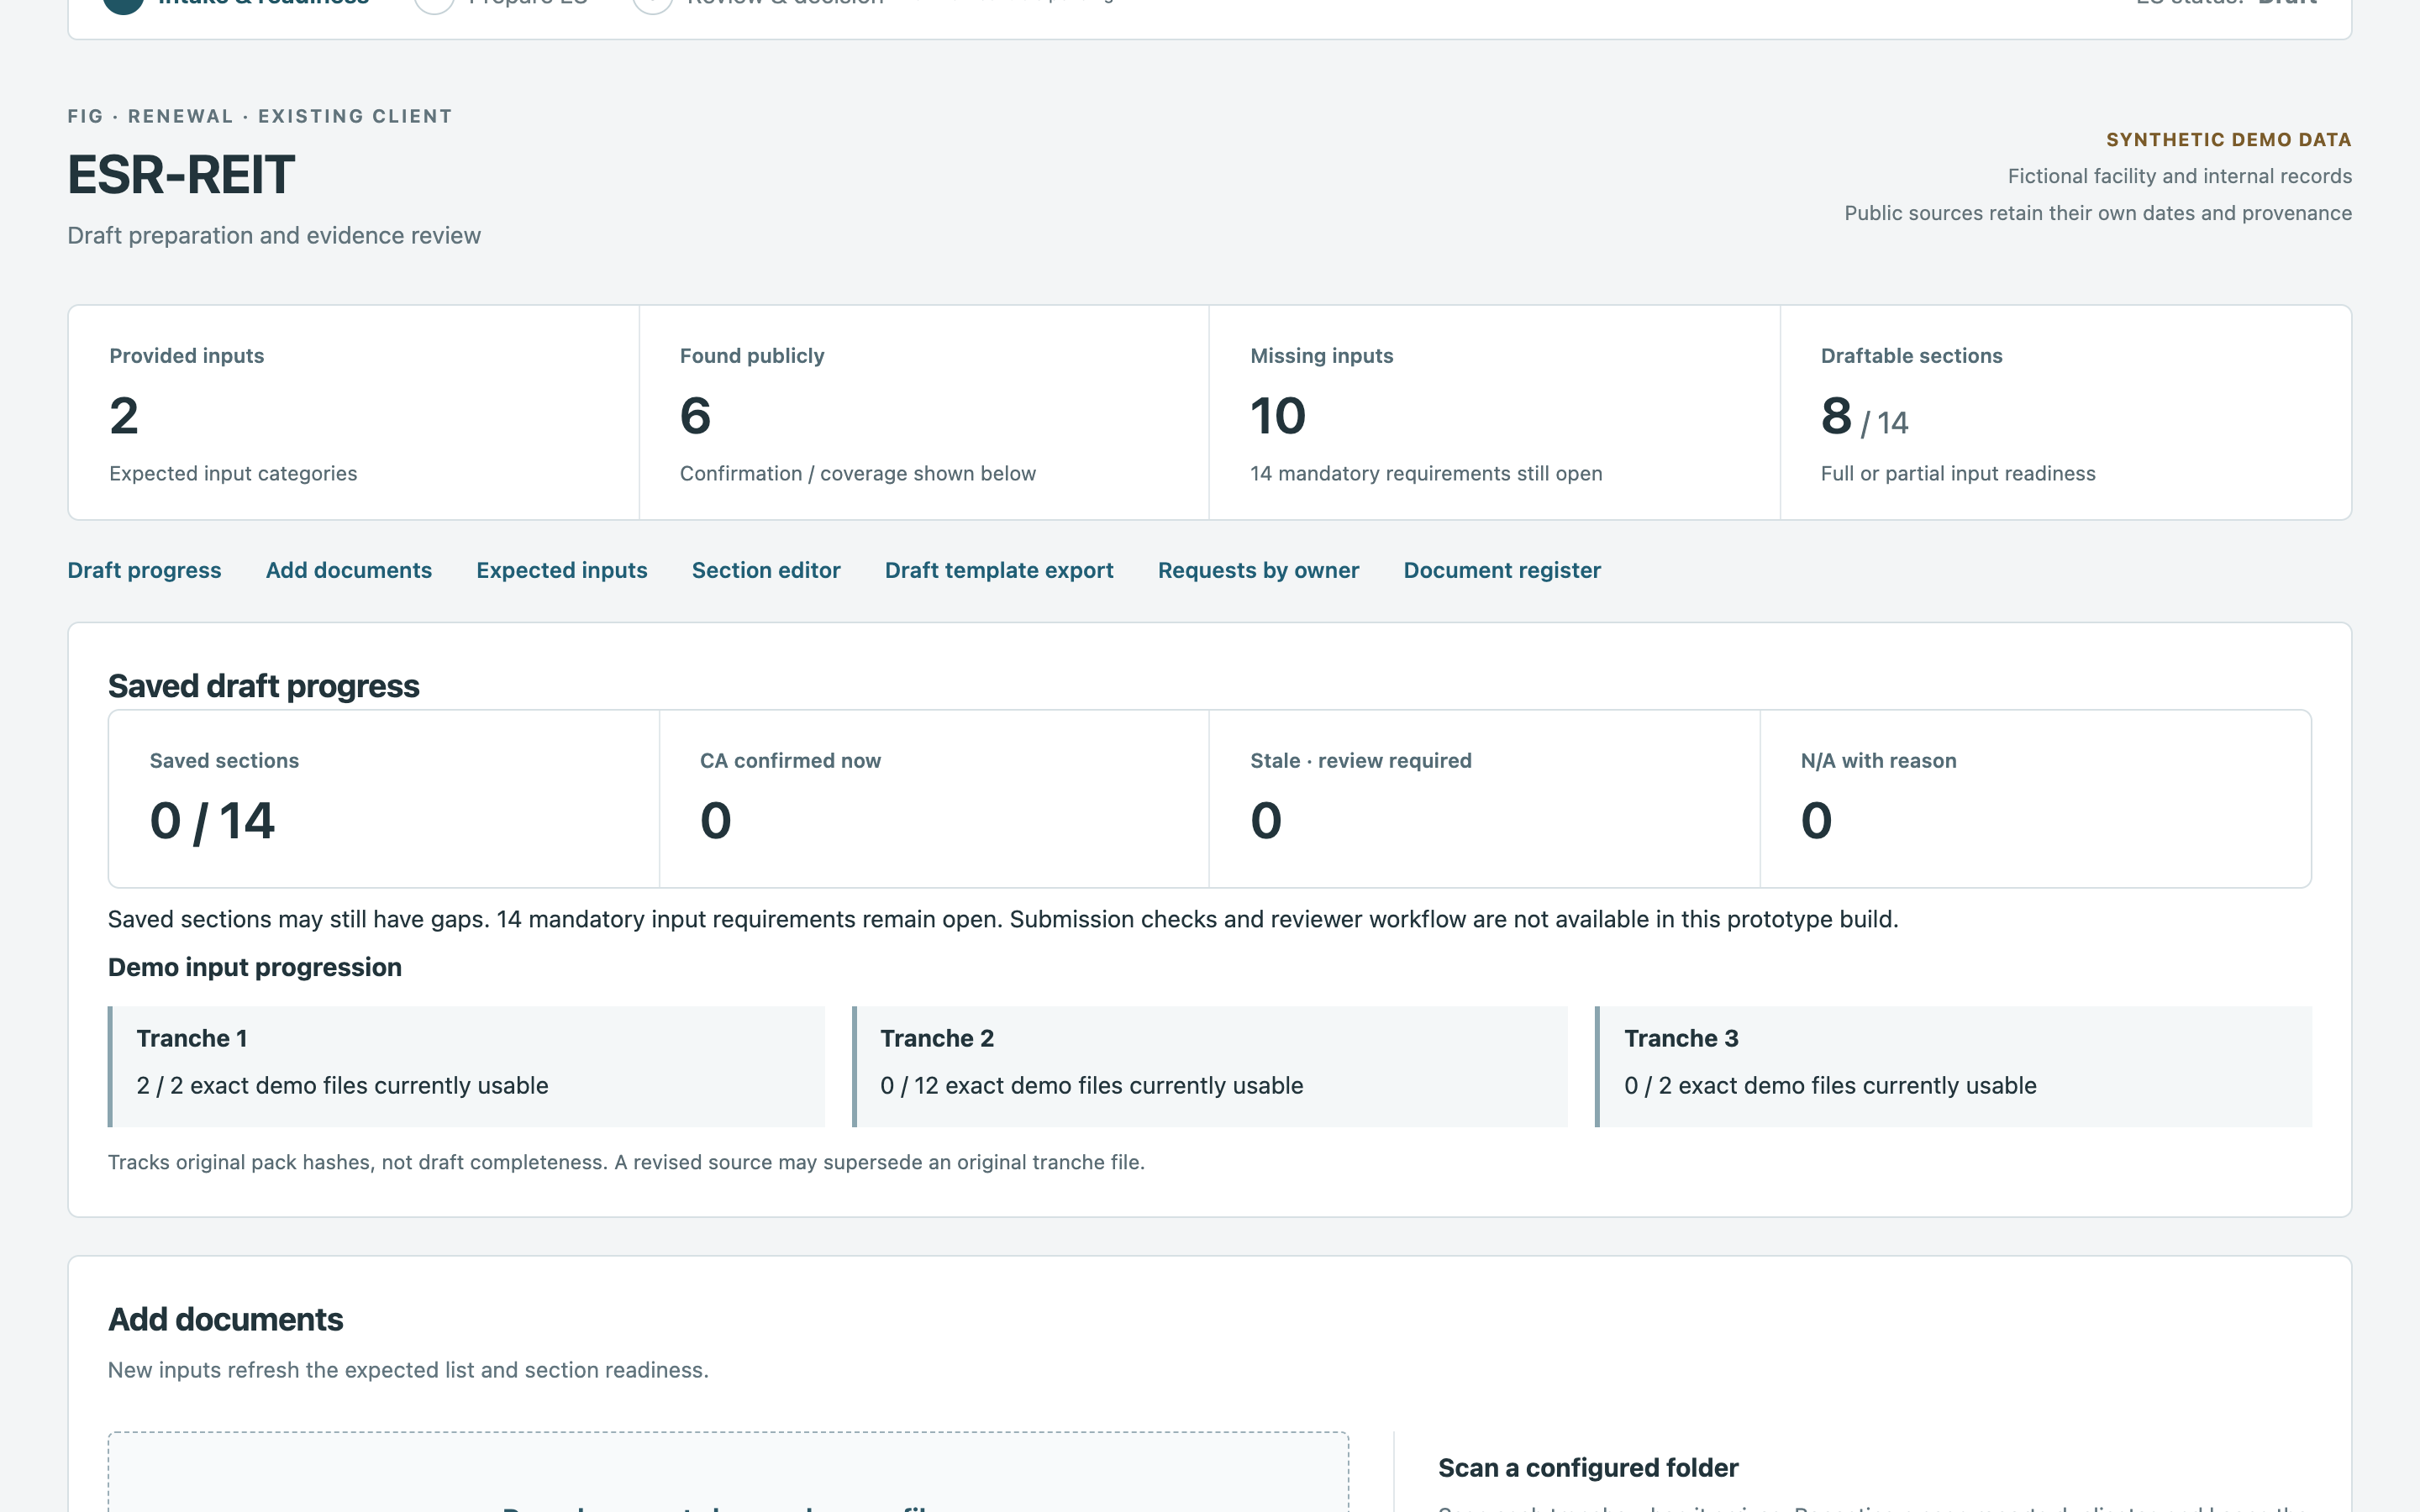 Intake & readiness
Review & decision
ES status: Draft
FIG · RENEWAL · EXISTING CLIENT
ESR-REIT
Draft preparation and evidence review
SYNTHETIC DEMO DATA
Fictional facility and internal records
Public sources retain their own dates and provenance
Provided inputs
2
Expected input categories
Found publicly
6
Confirmation / coverage shown below
Missing inputs
10
14 mandatory requirements still open
Draftable sections
8 / 14
Full or partial input readiness
Draft progress
Add documents
Expected inputs
Section editor
Draft template export
Requests by owner
Document register
Saved draft progress
Saved sections
0 / 14
CA confirmed now
0
Stale · review required
0
N/A with reason
0
Saved sections may still have gaps. 14 mandatory input requirements remain open. Submission checks and reviewer workflow are not available in this prototype build.
Demo input progression
Tranche 1
2 / 2 exact demo files currently usable
Tranche 2
0 / 12 exact demo files currently usable
Tranche 3
0 / 2 exact demo files currently usable
Tracks original pack hashes, not draft completeness. A revised source may supersede an original tranche file.
Add documents
New inputs refresh the expected list and section readiness.
Scan a configured folder